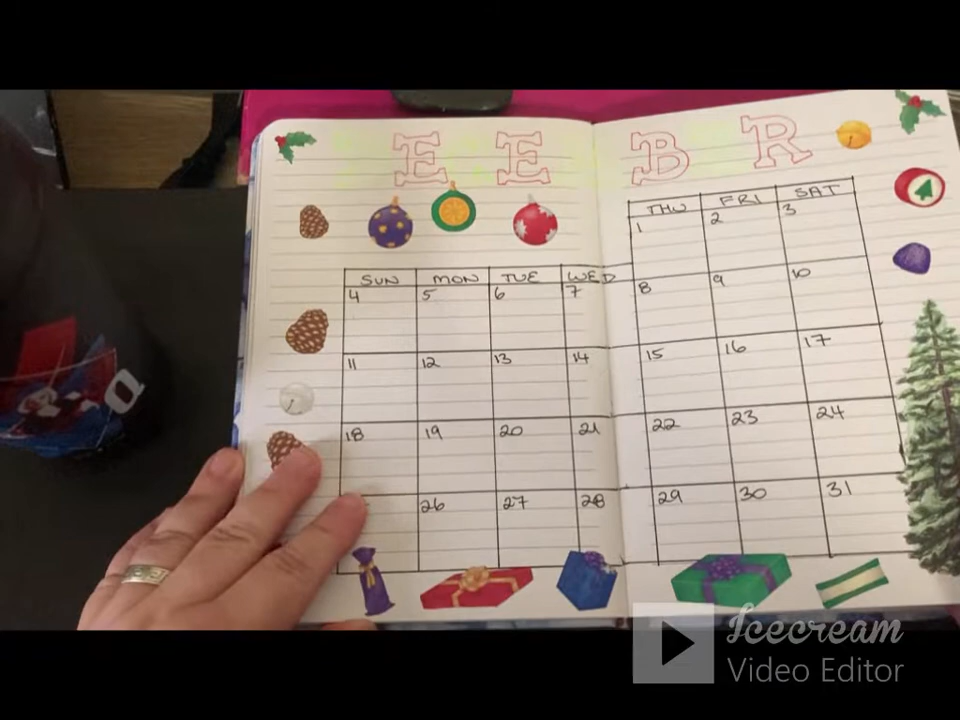 E E B R
THU FRI SAT
1 2 3
SUN MON TUE WED
4 5 6 7 8 9 10
11 12 13 14 15 16 17
18 19 20 21 22 23 24
26 27 28 29 30 31
Icecream
Video Editor